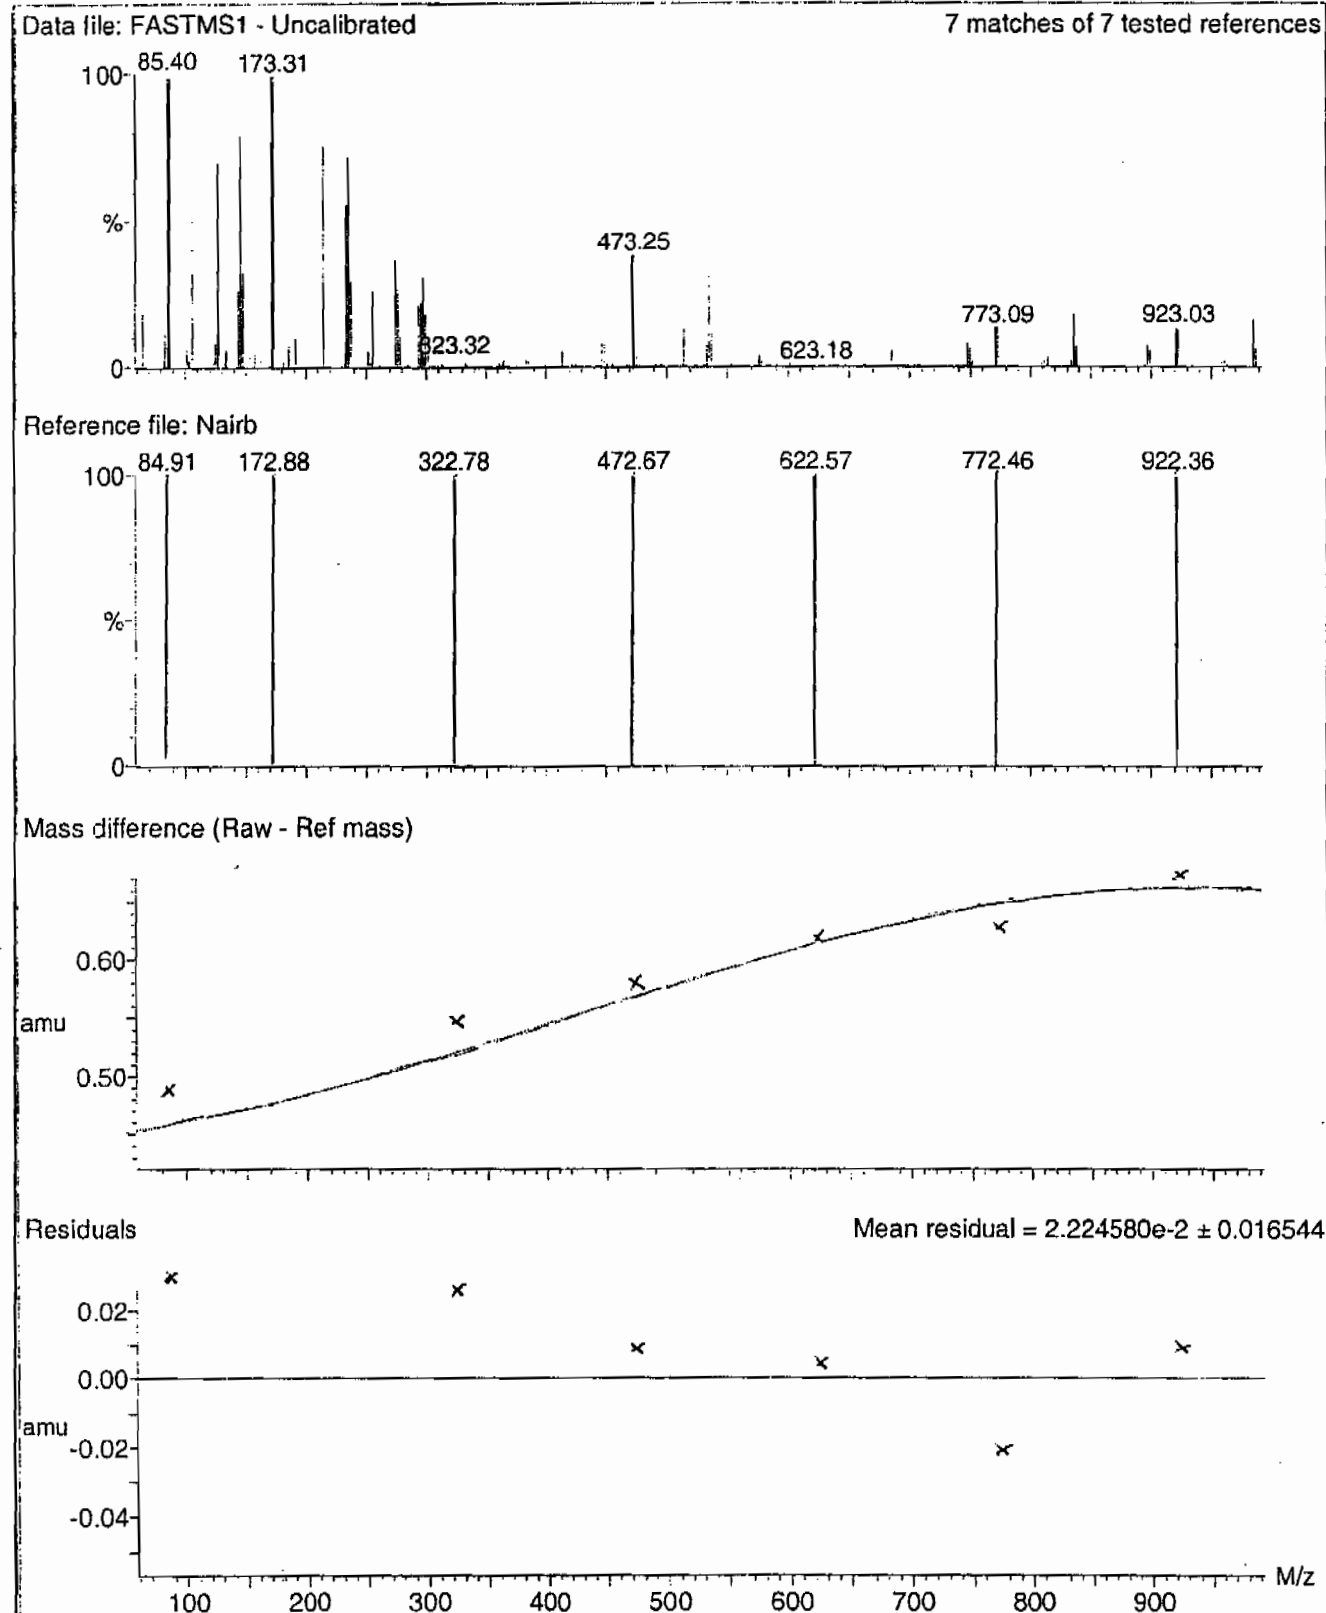 Data file: FASTMS1 - Uncalibrated 7 matches of 7 tested references
85.40 173.31
100
%
473.25
773.09 923.03
323.32 623.18
0
Reference file: Nairb
84.91 172.88 322.78 472.67 622.57 772.46 922.36
100
%
0
Mass difference (Raw - Ref mass)
0.60
amu
0.50
Residuals Mean residual = 2.224580e-2 ± 0.016544
0.02
0.00
amu
-0.02
-0.04
M/z
100 200 300 400 500 600 700 800 900